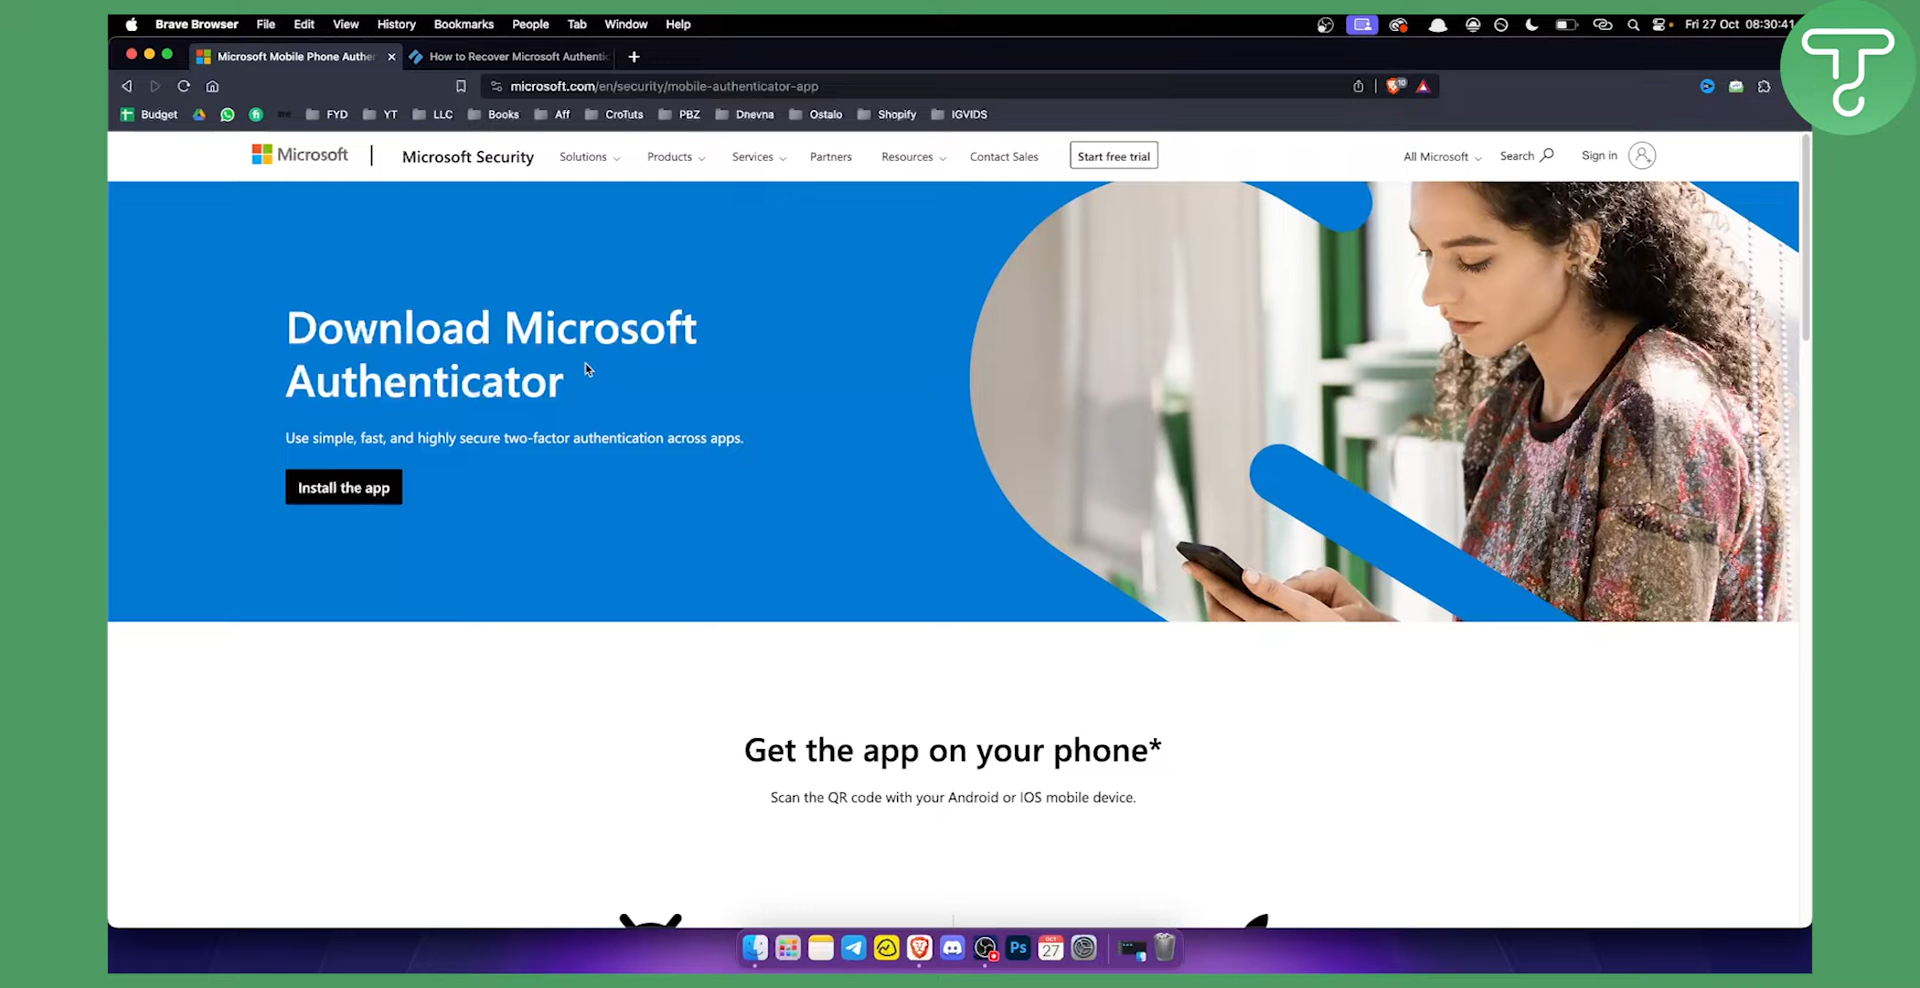 Brave Browser File Edit View History Bookmarks People Tab Window Help Fri 27 Oct 08:30:41
Microsoft Mobile Phone Authen How to Recover Microsoft Authentic
microsoft.com/en/security/mobile-authenticator-app
Budget FYD YT LLC Books Aff CroTuts PBZ Dnevna Ostalo Shopify IGVIDS
Microsoft Microsoft Security Solutions Products Services Partners Resources Contact Sales Start free trial All Microsoft Search Sign in
Download Microsoft
Authenticator
Use simple, fast, and highly secure two-factor authentication across apps.
Install the app
Get the app on your phone*
Scan the QR code with your Android or IOS mobile device.
Ps
OCT
27